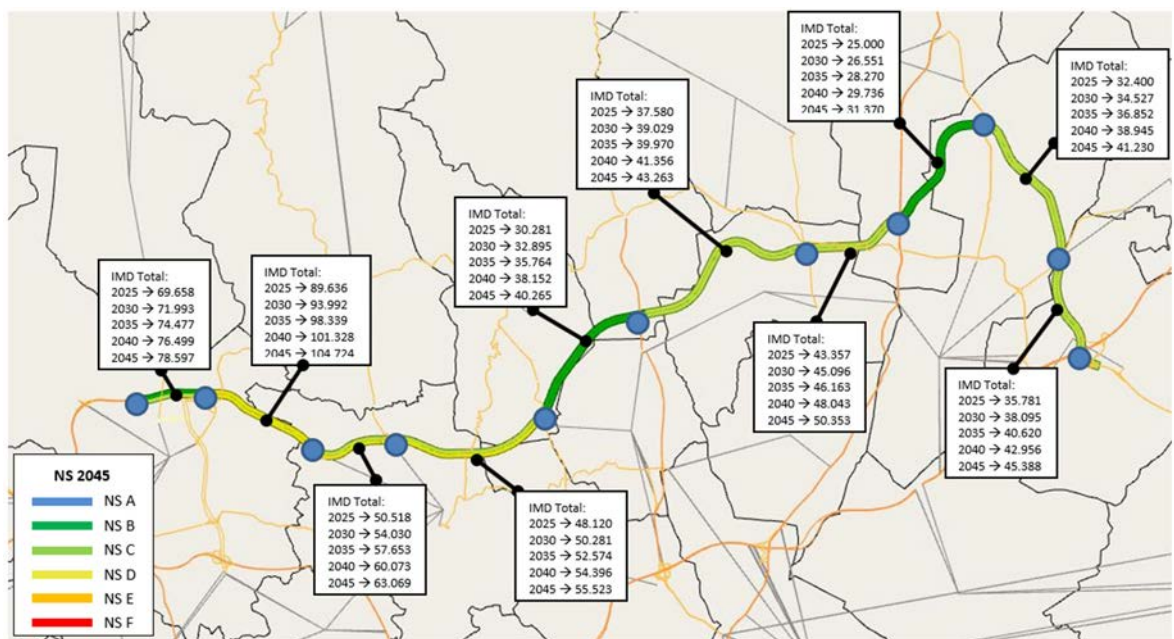 IMD Total:
2025 → 25.000
2030 → 26.551
2035 → 28.270
2040 → 29.736
2045 → 31.370
IMD Total:
2025 → 32.400
2030 → 34.527
2035 → 36.852
2040 → 38.945
2045 → 41.230
IMD Total:
2025 → 37.580
2030 → 39.029
2035 → 39.970
2040 → 41.356
2045 → 43.263
IMD Total:
2025 → 30.281
2030 → 32.895
2035 → 35.764
2040 → 38.152
2045 → 40.265
IMD Total:
2025 → 69.658
2030 → 71.993
2035 → 74.477
2040 → 76.499
2045 → 78.597
IMD Total:
2025 → 89.636
2030 → 93.992
2035 → 98.339
2040 → 101.328
2045 → 104.724
IMD Total:
2025 → 43.357
2030 → 45.096
2035 → 46.163
2040 → 48.043
2045 → 50.353
IMD Total:
2025 → 35.781
2030 → 38.095
2035 → 40.620
2040 → 42.956
2045 → 45.388
IMD Total:
2025 → 50.518
2030 → 54.030
2035 → 57.653
2040 → 60.073
2045 → 63.069
IMD Total:
2025 → 48.120
2030 → 50.281
2035 → 52.574
2040 → 54.396
2045 → 55.523
NS 2045
NS A
NS B
NS C
NS D
NS E
NS F